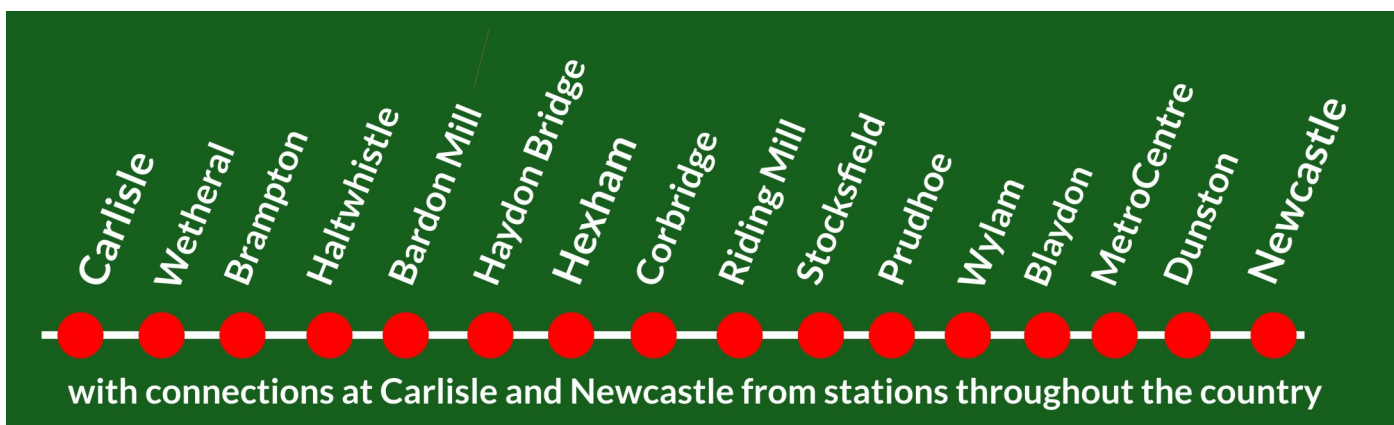 Carlisle
Wetheral
Brampton
Haltwhistle
Bardon Mill
Haydon Bridge
Hexham
Corbridge
Riding Mill
Stocksfield
Prudhoe
Wylam
Blaydon
MetroCentre
Dunston
Newcastle
with connections at Carlisle and Newcastle from stations throughout the country